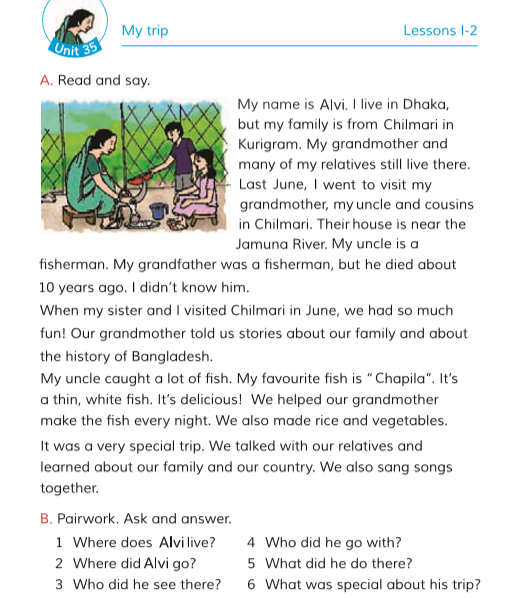 My trip
Lessons 1-2
Unit 35
A. Read and say.
My name is Alvi. I live in Dhaka,
but my family is from Chilmari in
Kurigram. My grandmother and
many of my relatives still live there.
Last June, I went to visit my
grandmother, my uncle and cousins
in Chilmari. Their house is near the
Jamuna River. My uncle is a
fisherman. My grandfather was a fisherman, but he died about
10 years ago. I didn't know him.
When my sister and I visited Chilmari in June, we had so much
fun! Our grandmother told us stories about our family and about
the history of Bangladesh.
My uncle caught a lot of fish. My favourite fish is “ Chapila”. It's
a thin, white fish. It's delicious! We helped our grandmother
make the fish every night. We also made rice and vegetables.
It was a very special trip. We talked with our relatives and
learned about our family and our country. We also sang songs
together.
B. Pairwork. Ask and answer.
1 Where does Alvi live?
2 Where did Alvi go?
3 Who did he see there?
4 Who did he go with?
5 What did he do there?
6 What was special about his trip?